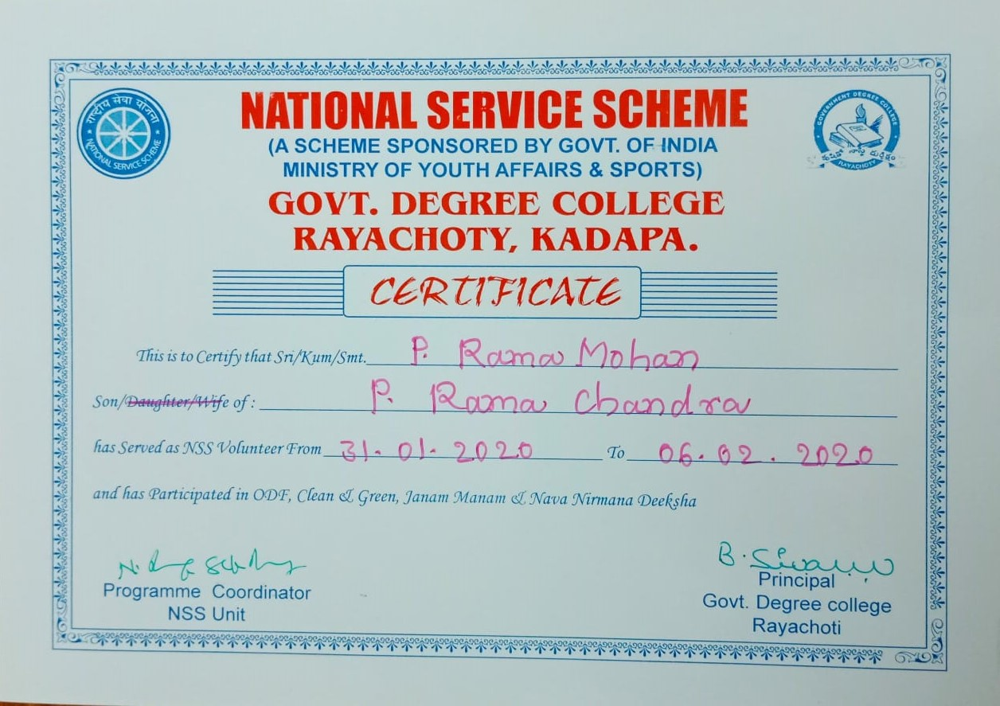 राष्ट्रीय सेवा योजना
NATIONAL SERVICE SCHEME
NATIONAL SERVICE SCHEME
(A SCHEME SPONSORED BY GOVT. OF INDIA
MINISTRY OF YOUTH AFFAIRS & SPORTS)
GOVERNMENT DEGREE COLLEGE
RAYACHOTY
GOVT. DEGREE COLLEGE
RAYACHOTY, KADAPA.
CERTIFICATE
This is to Certify that Sri/Kum/Smt. P. Rama Mohan
Son/Daughter/Wife of : P. Rama Chandra
has Served as NSS Volunteer From 31-01-2020 To 06.02.2020
and has Participated in ODF, Clean & Green, Janam Manam & Nava Nirmana Deeksha
Programme Coordinator
NSS Unit
B. Sivaiah
Principal
Govt. Degree college
Rayachoti